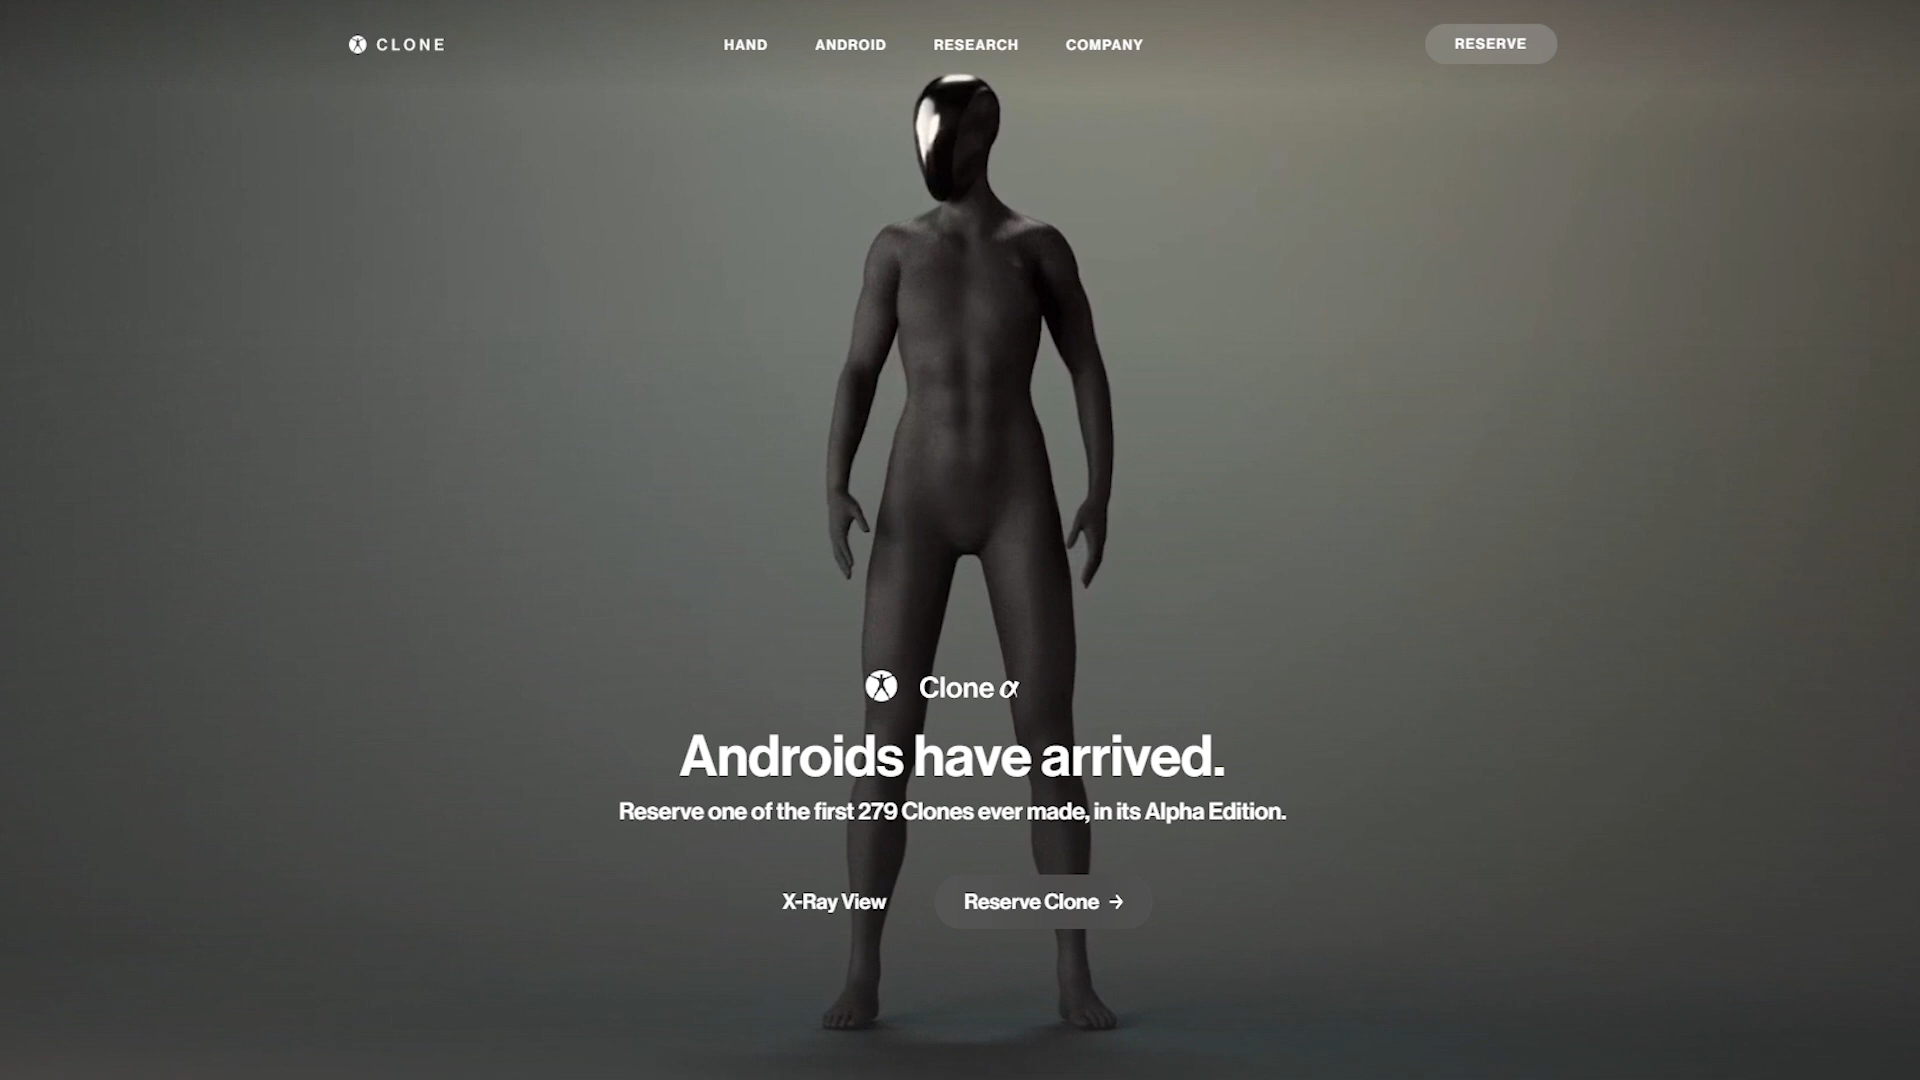 CLONE
HAND ANDROID RESEARCH COMPANY
RESERVE
Clone α
Androids have arrived.
Reserve one of the first 279 Clones ever made, in its Alpha Edition.
X-Ray View
Reserve Clone →